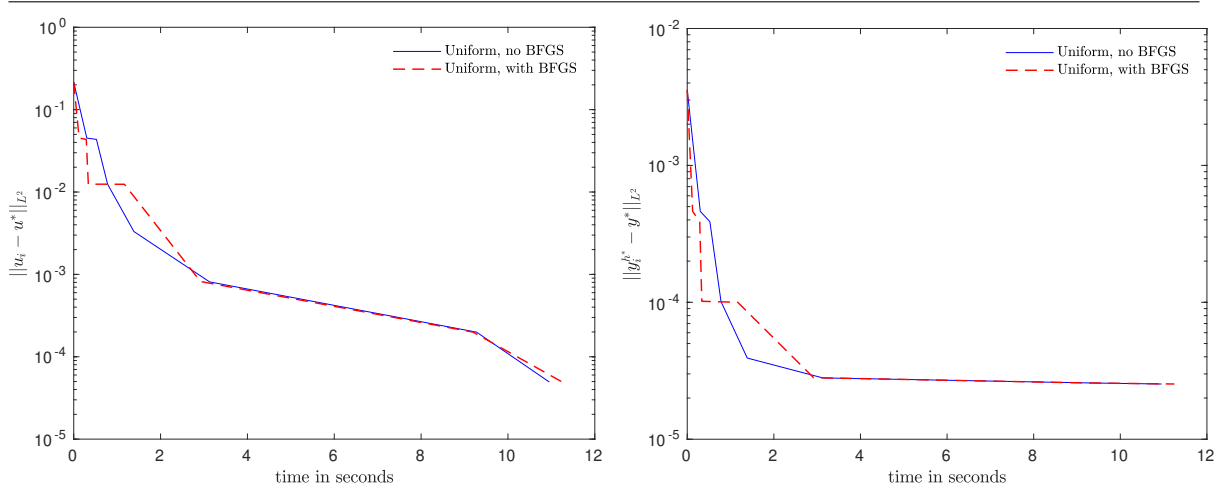 10^0
10^{-1}
10^{-2}
10^{-3}
10^{-4}
10^{-5}
||u_i − u^*||_{L^2}
Uniform, no BFGS
Uniform, with BFGS
0 2 4 6 8 10 12
time in seconds
10^{-2}
10^{-3}
10^{-4}
10^{-5}
||y_i^{h^*} − y^*||_{L^2}
Uniform, no BFGS
Uniform, with BFGS
0 2 4 6 8 10 12
time in seconds